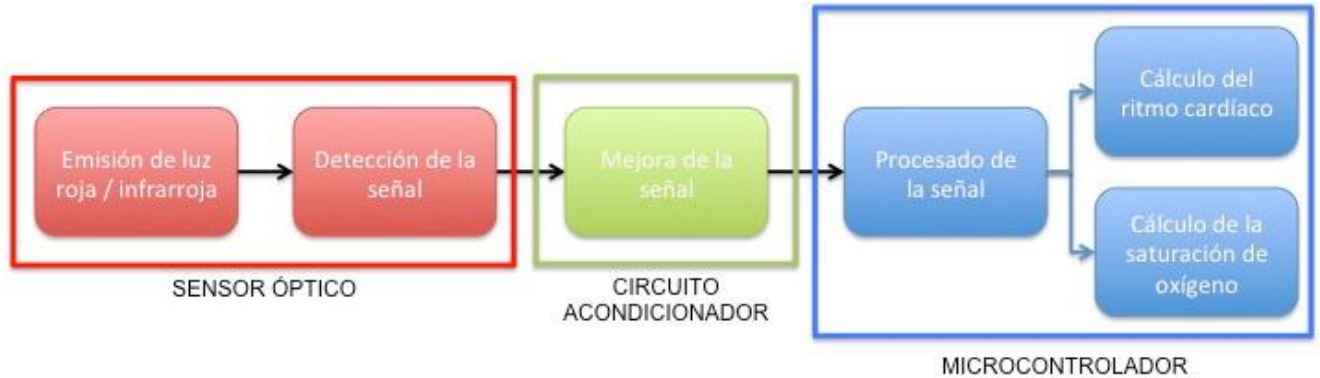 Emisión de luz
roja / infrarroja
Detección de la
señal
SENSOR ÓPTICO
Mejora de la
señal
CIRCUITO
ACONDICIONADOR
Procesado de
la señal
Cálculo del
ritmo cardíaco
Cálculo de la
saturación de
oxígeno
MICROCONTROLADOR